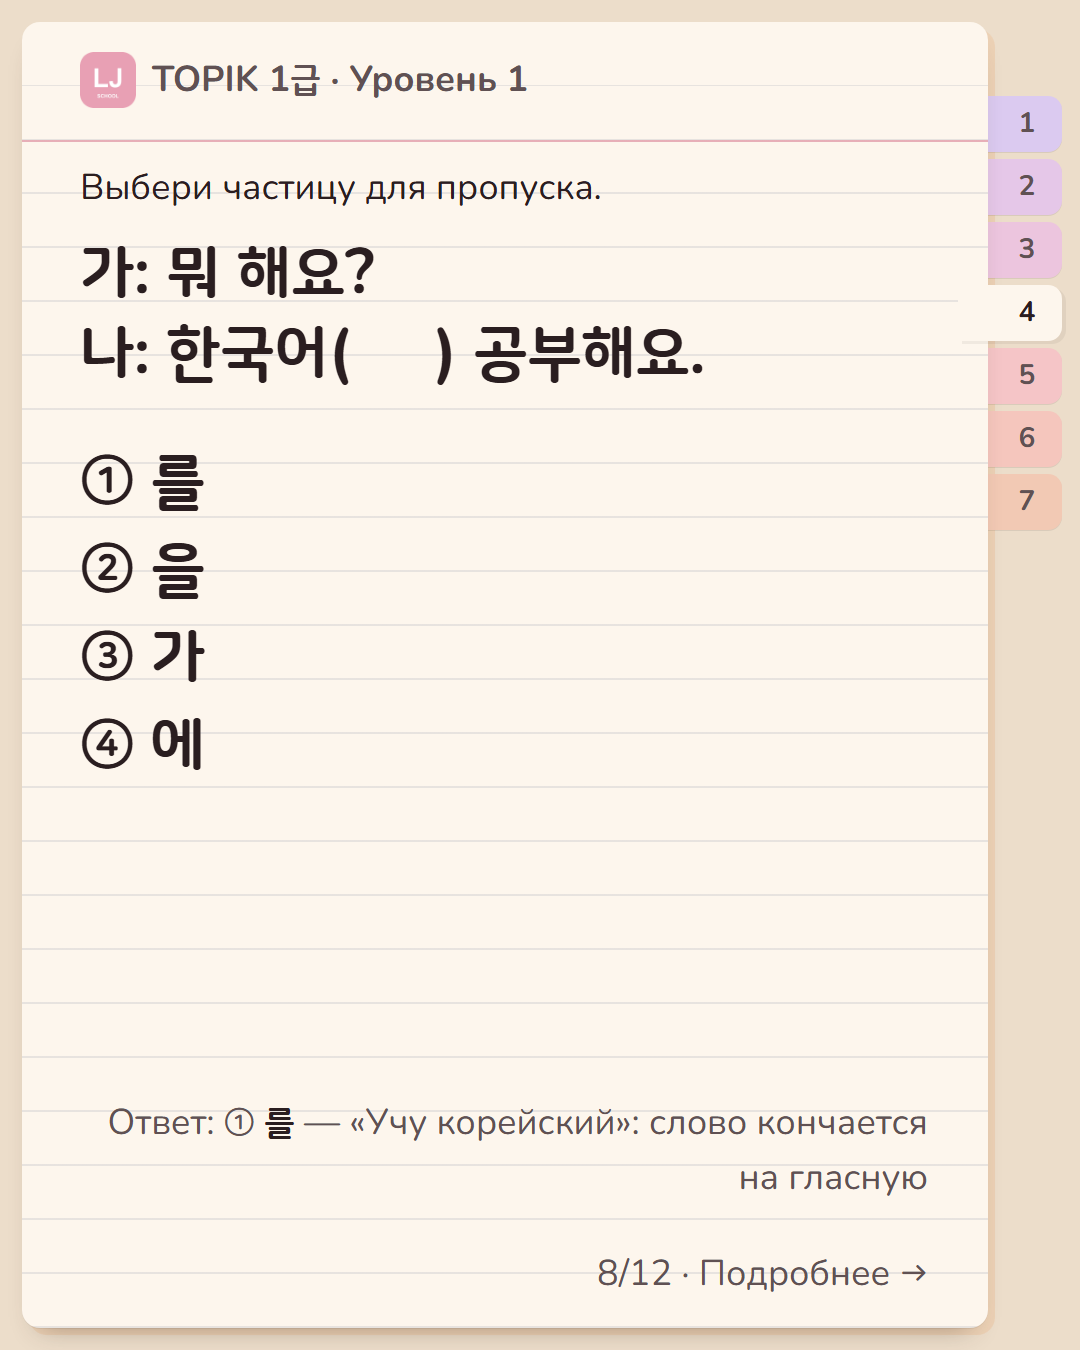 LJ
SCHOOL
TOPIK 1급 · Уровень 1
Выбери частицу для пропуска.
가: 뭐 해요?
나: 한국어(    ) 공부해요.
① 를
② 을
③ 가
④ 에
Ответ: ① 를 — «Учу корейский»: слово кончается
на гласную
8/12 · Подробнее →
1
2
3
4
5
6
7